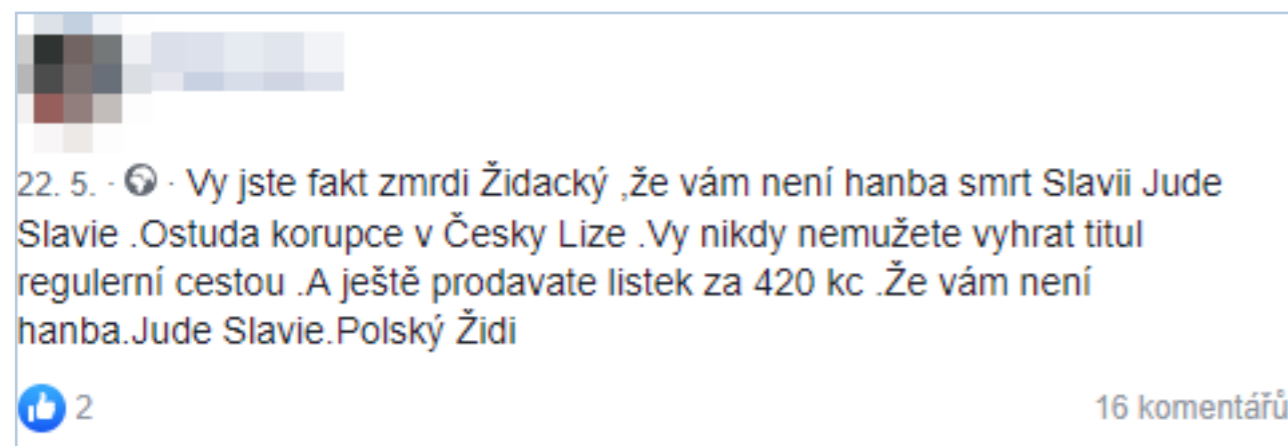 22. 5. · · Vy jste fakt zmrdi Židacký ,že vám není hanba smrt Slavii Jude
Slavie .Ostuda korupce v Česky Lize .Vy nikdy nemužete vyhrat titul
regulerní cestou .A ještě prodavate listek za 420 kc .Že vám není
hanba.Jude Slavie.Polský Židi
2
16 komentářů